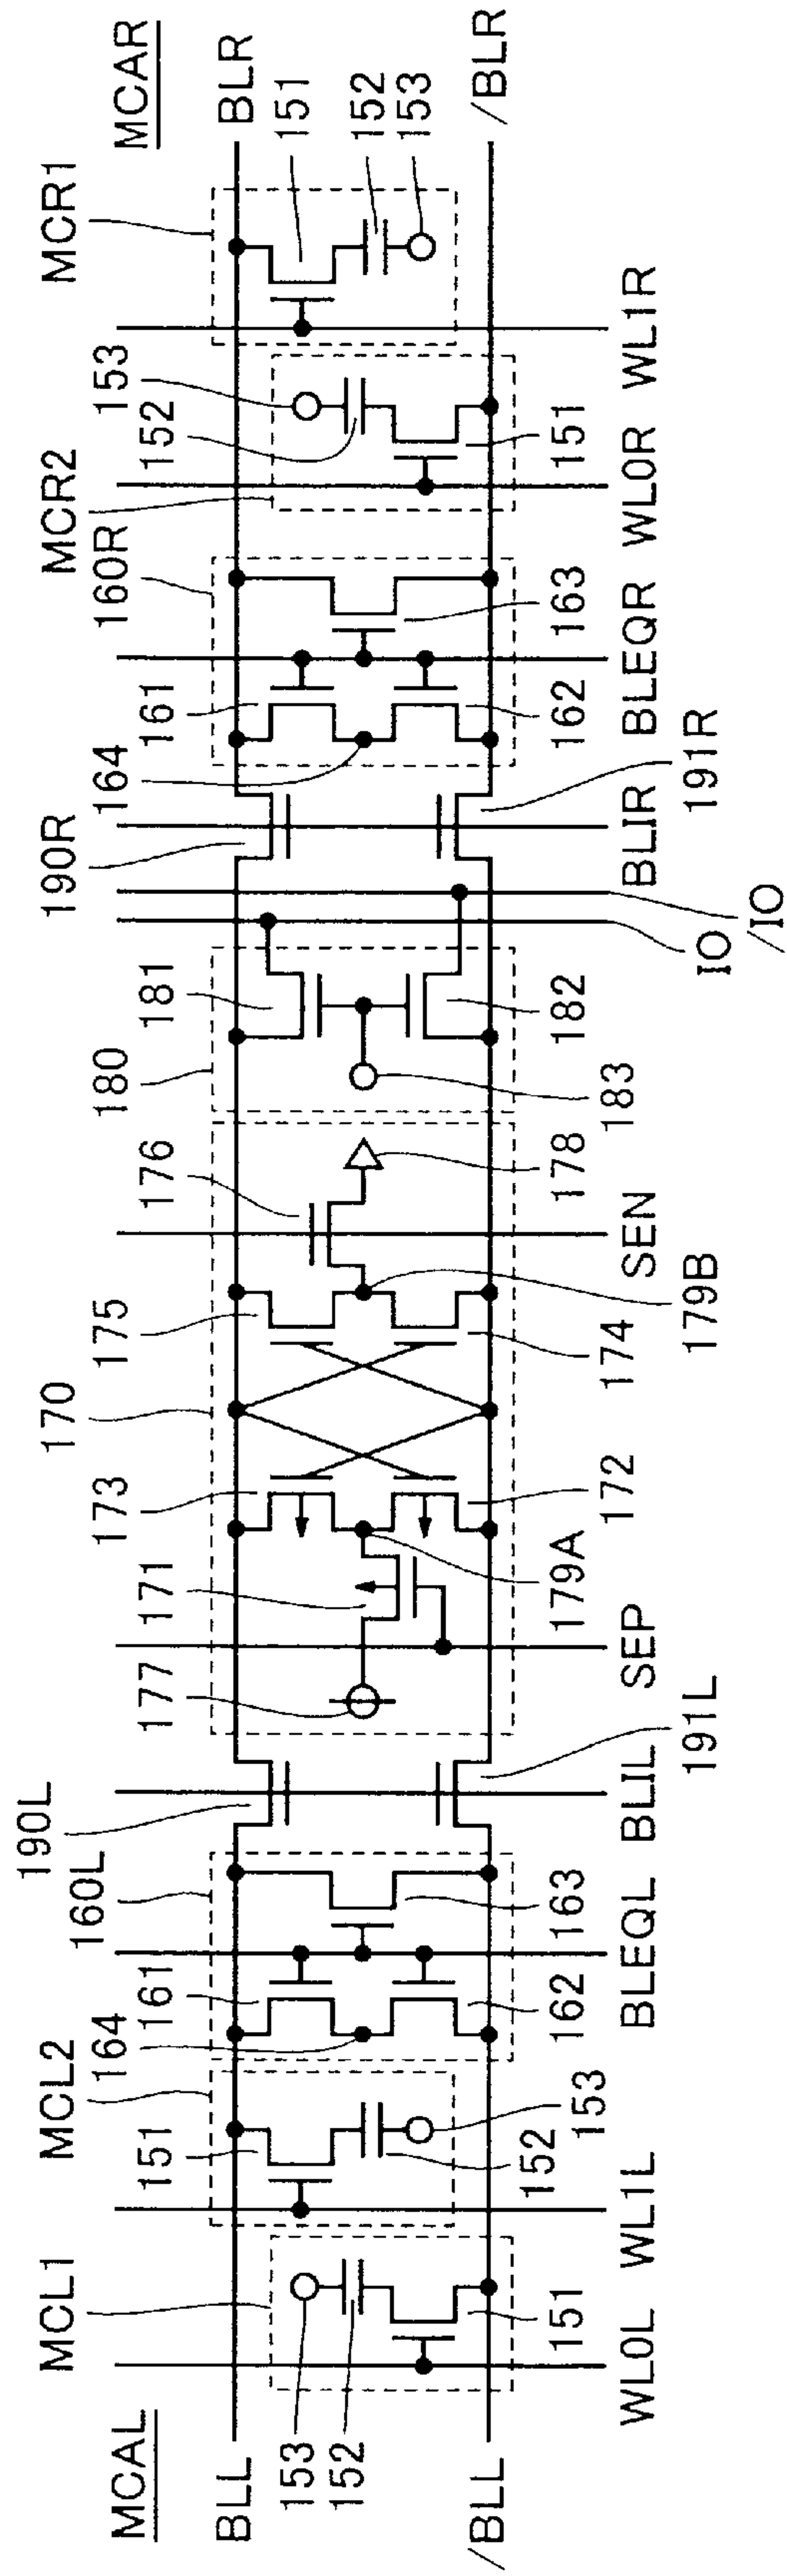 MCL1
MCL2
190L
170
190R
MCR2
MCR1
160L
MCAL
164
175
180
164
160R
153
MCAR
151
161
177
171
176
181
161
152
173
BLL
BLR
153
151
152
152
153
/BLL
/BLR
151
152
153
162
163
179A
178
182
162
163
151
172
174
183
WL0L
WL1L
BLEQL
BLIL
SEP
SEN
BLIR
BLEQR
WL0R
WL1R
191L
179B
IO
191R
/IO